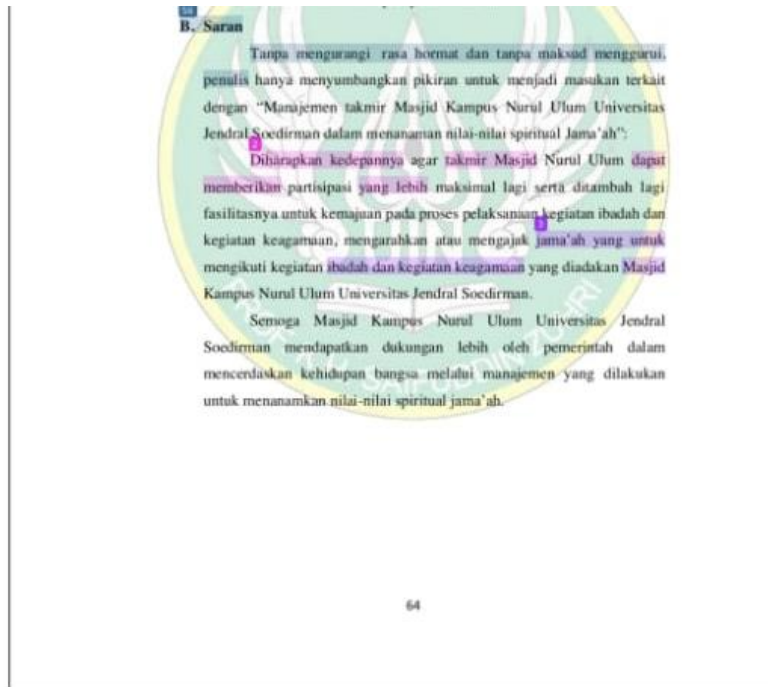 B. Saran
Tanpa mengurangi rasa hormat dan tanpa maksud menggurui,
penulis hanya menyumbangkan pikiran untuk menjadi masukan terkait
dengan "Manajemen takmir Masjid Kampus Nurul Ulum Universitas
Jendral Soedirman dalam menanaman nilai-nilai spiritual Jama'ah":
2
Diharapkan kedepannya agar takmir Masjid Nurul Ulum dapat
memberikan partisipasi yang lebih maksimal lagi serta ditambah lagi
fasilitasnya untuk kemajuan pada proses pelaksanaan kegiatan ibadah dan
kegiatan keagamaan, mengarahkan atau mengajak jama'ah yang untuk
mengikuti kegiatan ibadah dan kegiatan keagamaan yang diadakan Masjid
Kampus Nurul Ulum Universitas Jendral Soedirman.
Semoga Masjid Kampus Nurul Ulum Universitas Jendral
Soedirman mendapatkan dukungan lebih oleh pemerintah dalam
mencerdaskan kehidupan bangsa melalui manajemen yang dilakukan
untuk menanamkan nilai-nilai spiritual jama'ah.
64